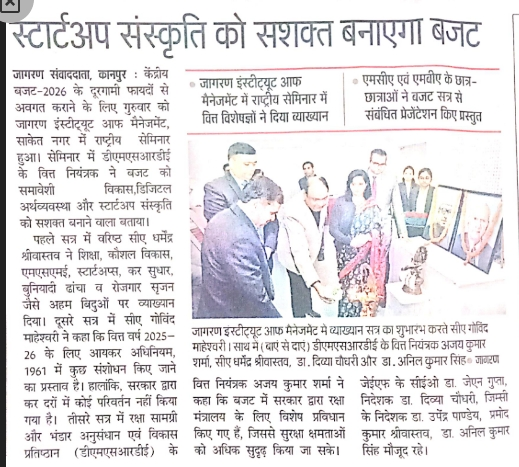 स्टार्टअप संस्कृति को सशक्त बनाएगा बजट
जागरण संवाददाता, कानपुर : केंद्रीय
बजट-2026 के दूरगामी फायदों से
अवगत कराने के लिए गुरुवार को
जागरण इंस्टीट्यूट आफ मैनेजमेंट,
साकेत नगर में राष्ट्रीय सेमिनार
हुआ। सेमिनार में डीएमएसआरडीई
के वित्त नियंत्रक ने बजट को
समावेशी विकास,डिजिटल
अर्थव्यवस्था और स्टार्टअप संस्कृति
को सशक्त बनाने वाला बताया।
पहले सत्र में वरिष्ठ सीए धर्मेंद्र
श्रीवास्तव ने शिक्षा, कौशल विकास,
एमएसएमई, स्टार्टअप्स, कर सुधार,
बुनियादी ढांचा व रोजगार सृजन
जैसे अहम बिंदुओं पर व्याख्यान
दिया। दूसरे सत्र में सीए गोविंद
माहेश्वरी ने कहा कि वित्त वर्ष 2025-
26 के लिए आयकर अधिनियम,
1961 में कुछ संशोधन किए जाने
का प्रस्ताव है। हालांकि, सरकार द्वारा
कर दरों में कोई परिवर्तन नहीं किया
गया है। तीसरे सत्र में रक्षा सामग्री
और भंडार अनुसंधान एवं विकास
प्रतिष्ठान (डीएमएसआरडीई) के
• जागरण इंस्टीट्यूट आफ
मैनेजमेंट में राष्ट्रीय सेमिनार में
वित्त विशेषज्ञों ने दिया व्याख्यान
• एमसीए एवं एमबीए के छात्र-
छात्राओं ने बजट सत्र से
संबंधित प्रेजेंटेशन किए प्रस्तुत
जागरण इंस्टीट्यूट आफ मैनेजमेंट में व्याख्यान सत्र का शुभारंभ करते सीए गोविंद
माहेश्वरी। साथ में (बाएं से दाएं) डीएमएसआरडीई के वित्त नियंत्रक अजय कुमार
शर्मा, सीए धर्मेंद्र श्रीवास्तव, डा. दिव्या चौधरी और डा. अनिल कुमार सिंह● जागरण
वित्त नियंत्रक अजय कुमार शर्मा ने
कहा कि बजट में सरकार द्वारा रक्षा
मंत्रालय के लिए विशेष प्रविधान
किए गए हैं, जिससे सुरक्षा क्षमताओं
को अधिक सुदृढ़ किया जा सके।
जेईएफ के सीईओ डा. जेएन गुप्ता,
निदेशक डा. दिव्या चौधरी, जिम्सी
के निदेशक डा. उपेंद्र पाण्डेय, प्रमोद
कुमार श्रीवास्तव, डा. अनिल कुमार
सिंह मौजूद रहे।